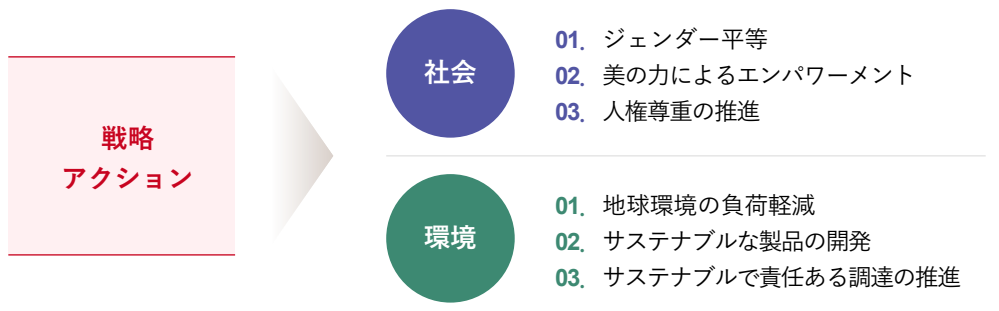 戦略
アクション
社会
01. ジェンダー平等
02. 美の力によるエンパワーメント
03. 人権尊重の推進
環境
01. 地球環境の負荷軽減
02. サステナブルな製品の開発
03. サステナブルで責任ある調達の推進